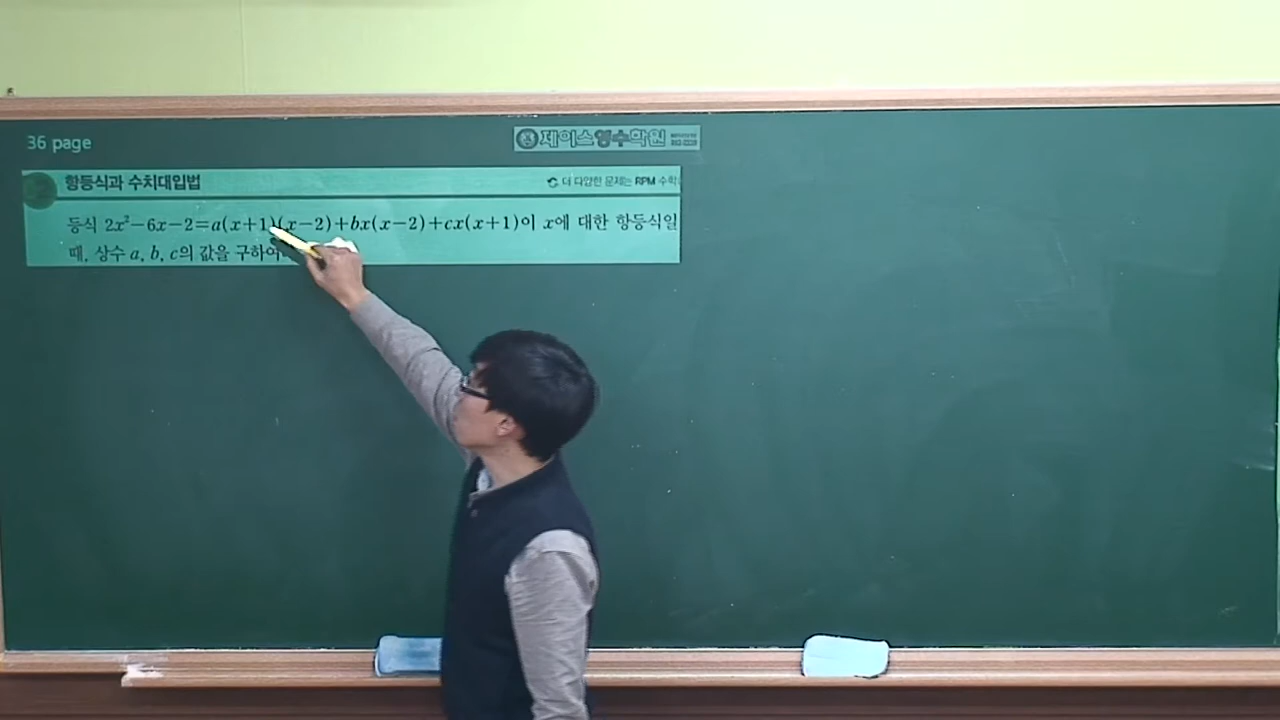 36 page
제이스영수학원
항등식과 수치대입법
더 다양한 문제는 RPM 수학
등식 2x²−6x−2=a(x+1)(x−2)+bx(x−2)+cx(x+1)이 x에 대한 항등식일
때, 상수 a, b, c의 값을 구하여